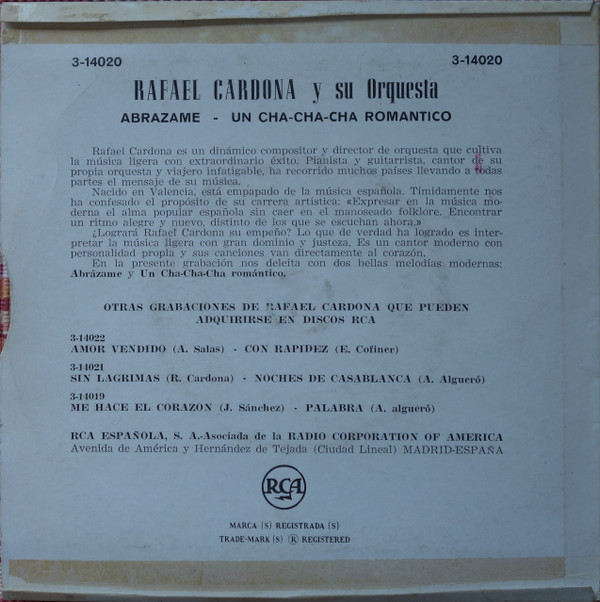 3-14020 3-14020
RAFAEL CARDONA y su Orquesta
ABRAZAME - UN CHA-CHA-CHA ROMANTICO
Rafael Cardona es un dinámico compositor y director de orquesta que cultiva
la música ligera con extraordinario éxito. Pianista y guitarrista, cantor de su
propia orquesta y viajero infatigable, ha recorrido muchos países llevando a todas
partes el mensaje de su música.
Nacido en Valencia, está empapado de la música española. Tímidamente nos
ha confesado el propósito de su carrera artística: «Expresar en la música mo-
derna el alma popular española sin caer en el manoseado folklore. Encontrar
un ritmo alegre y nuevo, distinto de los que se escuchan ahora.»
¿Logrará Rafael Cardona su empeño? Lo que de verdad ha logrado es inter-
pretar la música ligera con gran dominio y justeza. Es un cantor moderno con
personalidad propia y sus canciones van directamente al corazón.
En la presente grabación nos deleita con dos bellas melodías modernas:
Abrázame y Un Cha-Cha-Cha romántico.
OTRAS GRABACIONES DE RAFAEL CARDONA QUE PUEDEN
ADQUIRIRSE EN DISCOS RCA
3-14022
AMOR VENDIDO (A. Salas) - CON RAPIDEZ (E. Cofiner)
3-14021
SIN LAGRIMAS (R. Cardona) - NOCHES DE CASABLANCA (A. Algueró)
3-14019
ME HACE EL CORAZON (J. Sánchez) - PALABRA (A. algueró)
RCA ESPAÑOLA, S. A.-Asociada de la RADIO CORPORATION OF AMERICA
Avenida de América y Hernández de Tejada (Ciudad Lineal) MADRID-ESPAÑA
RCA
MARCA (S) REGISTRADA (S)
TRADE-MARK (S) ® REGISTERED